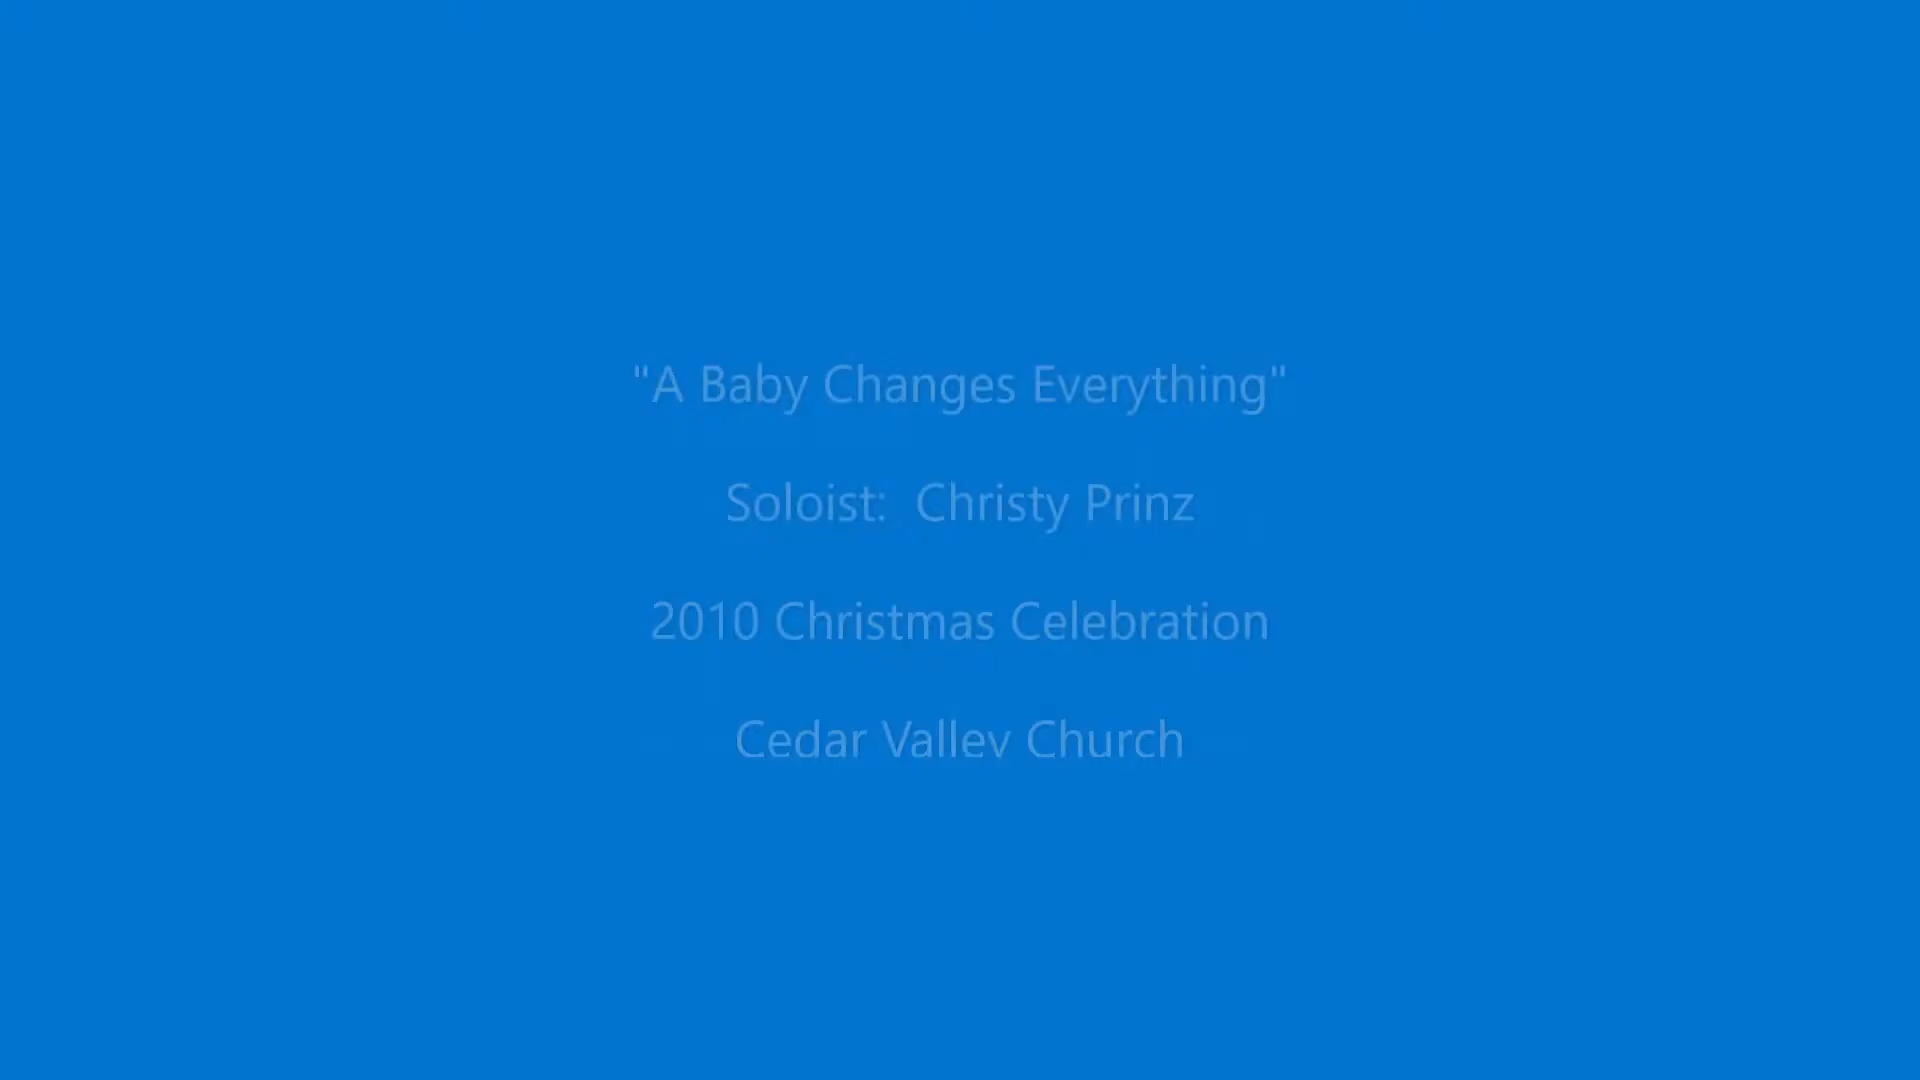 "A Baby Changes Everything"
Soloist:  Christy Prinz
2010 Christmas Celebration
Cedar Valley Church